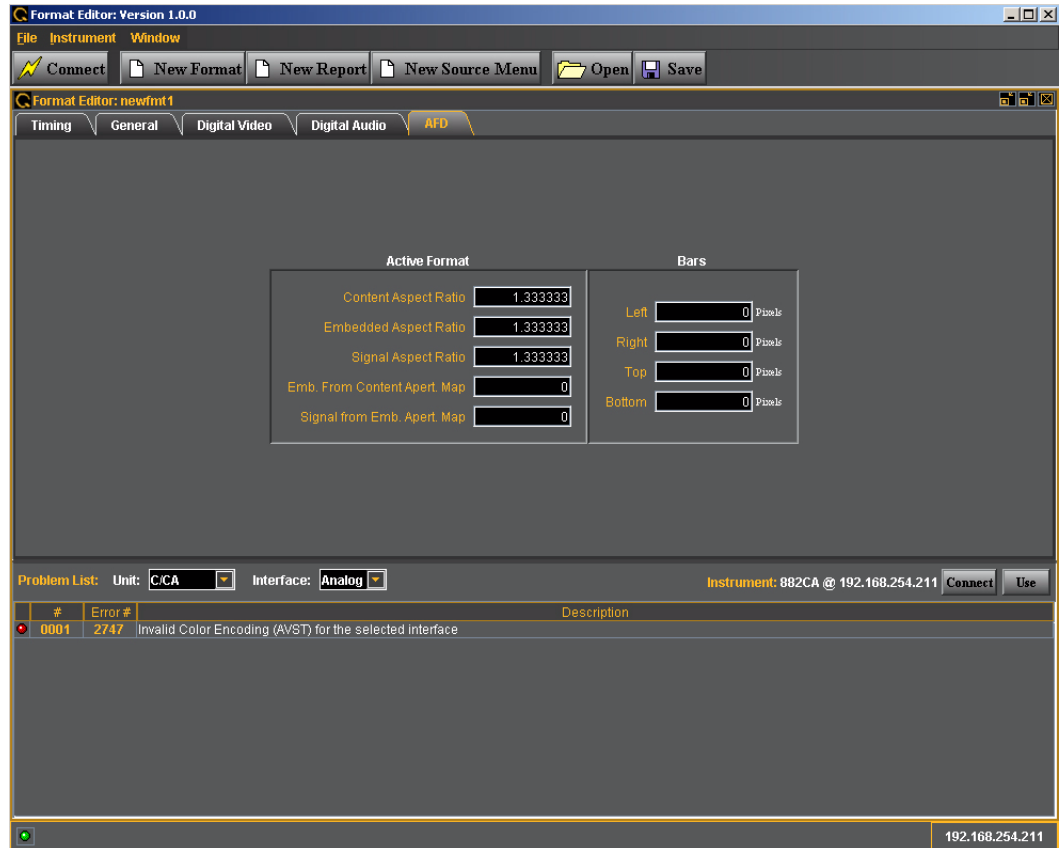 Format Editor: Version 1.0.0
File Instrument Window
Connect New Format New Report New Source Menu Open Save
Format Editor: newfmt1
Timing General Digital Video Digital Audio AFD
Active Format
Content Aspect Ratio 1.333333
Embedded Aspect Ratio 1.333333
Signal Aspect Ratio 1.333333
Emb. From Content Apert. Map 0
Signal from Emb. Apert. Map 0
Bars
Left 0 Pixels
Right 0 Pixels
Top 0 Pixels
Bottom 0 Pixels
Problem List: Unit: C/CA Interface: Analog Instrument: 882CA @ 192.168.254.211 Connect Use
# Error # Description
0001 2747 Invalid Color Encoding (AVST) for the selected interface
192.168.254.211